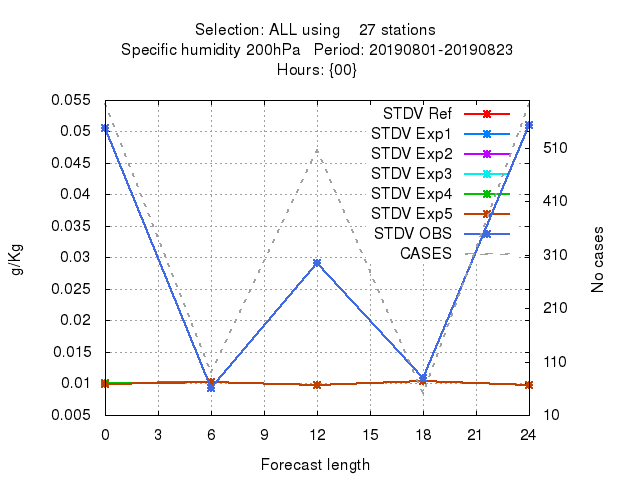 Selection: ALL using 27 stations
Specific humidity 200hPa Period: 20190801-20190823
Hours: {00}
STDV Ref
STDV Exp1
STDV Exp2
STDV Exp3
STDV Exp4
STDV Exp5
STDV OBS
CASES
0.055
0.05
0.045
0.04
0.035
0.03
0.025
0.02
0.015
0.01
0.005
g/Kg
510
410
310
210
110
10
No cases
0 3 6 9 12 15 18 21 24
Forecast length